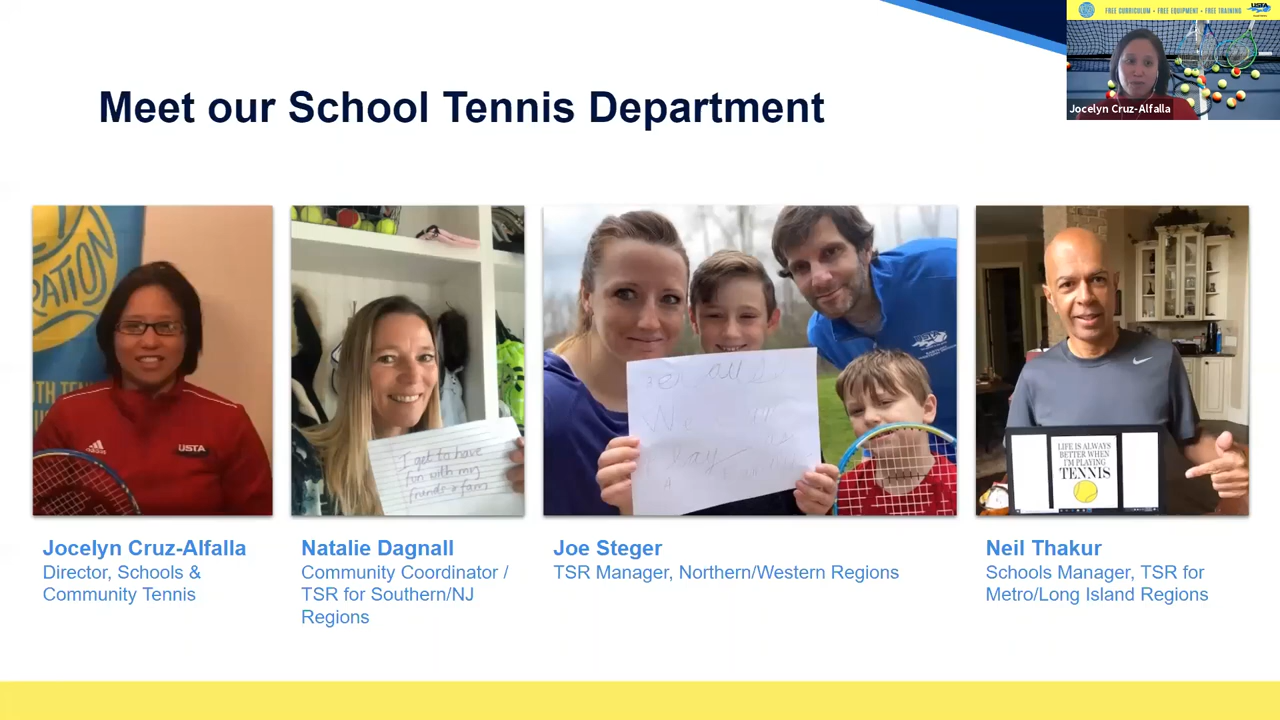 FREE CURRICULUM • FREE EQUIPMENT • FREE TRAINING
USTA
Jocelyn Cruz-Alfalla
Meet our School Tennis Department
USTA
I get to have
fun with my
friends & fam
We
USTA
LIFE IS ALWAYS
BETTER WHEN
I'M PLAYING
TENNIS
Jocelyn Cruz-Alfalla
Director, Schools &
Community Tennis
Natalie Dagnall
Community Coordinator /
TSR for Southern/NJ
Regions
Joe Steger
TSR Manager, Northern/Western Regions
Neil Thakur
Schools Manager, TSR for
Metro/Long Island Regions